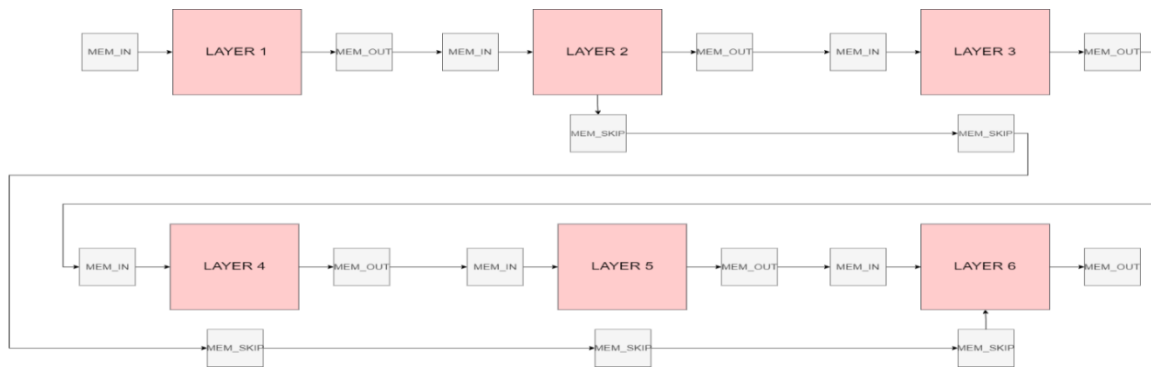 MEM_IN LAYER 1 MEM_OUT MEM_IN LAYER 2 MEM_OUT MEM_IN LAYER 3 MEM_OUT
MEM_SKIP MEM_SKIP
MEM_IN LAYER 4 MEM_OUT MEM_IN LAYER 5 MEM_OUT MEM_IN LAYER 6 MEM_OUT
MEM_SKIP MEM_SKIP MEM_SKIP